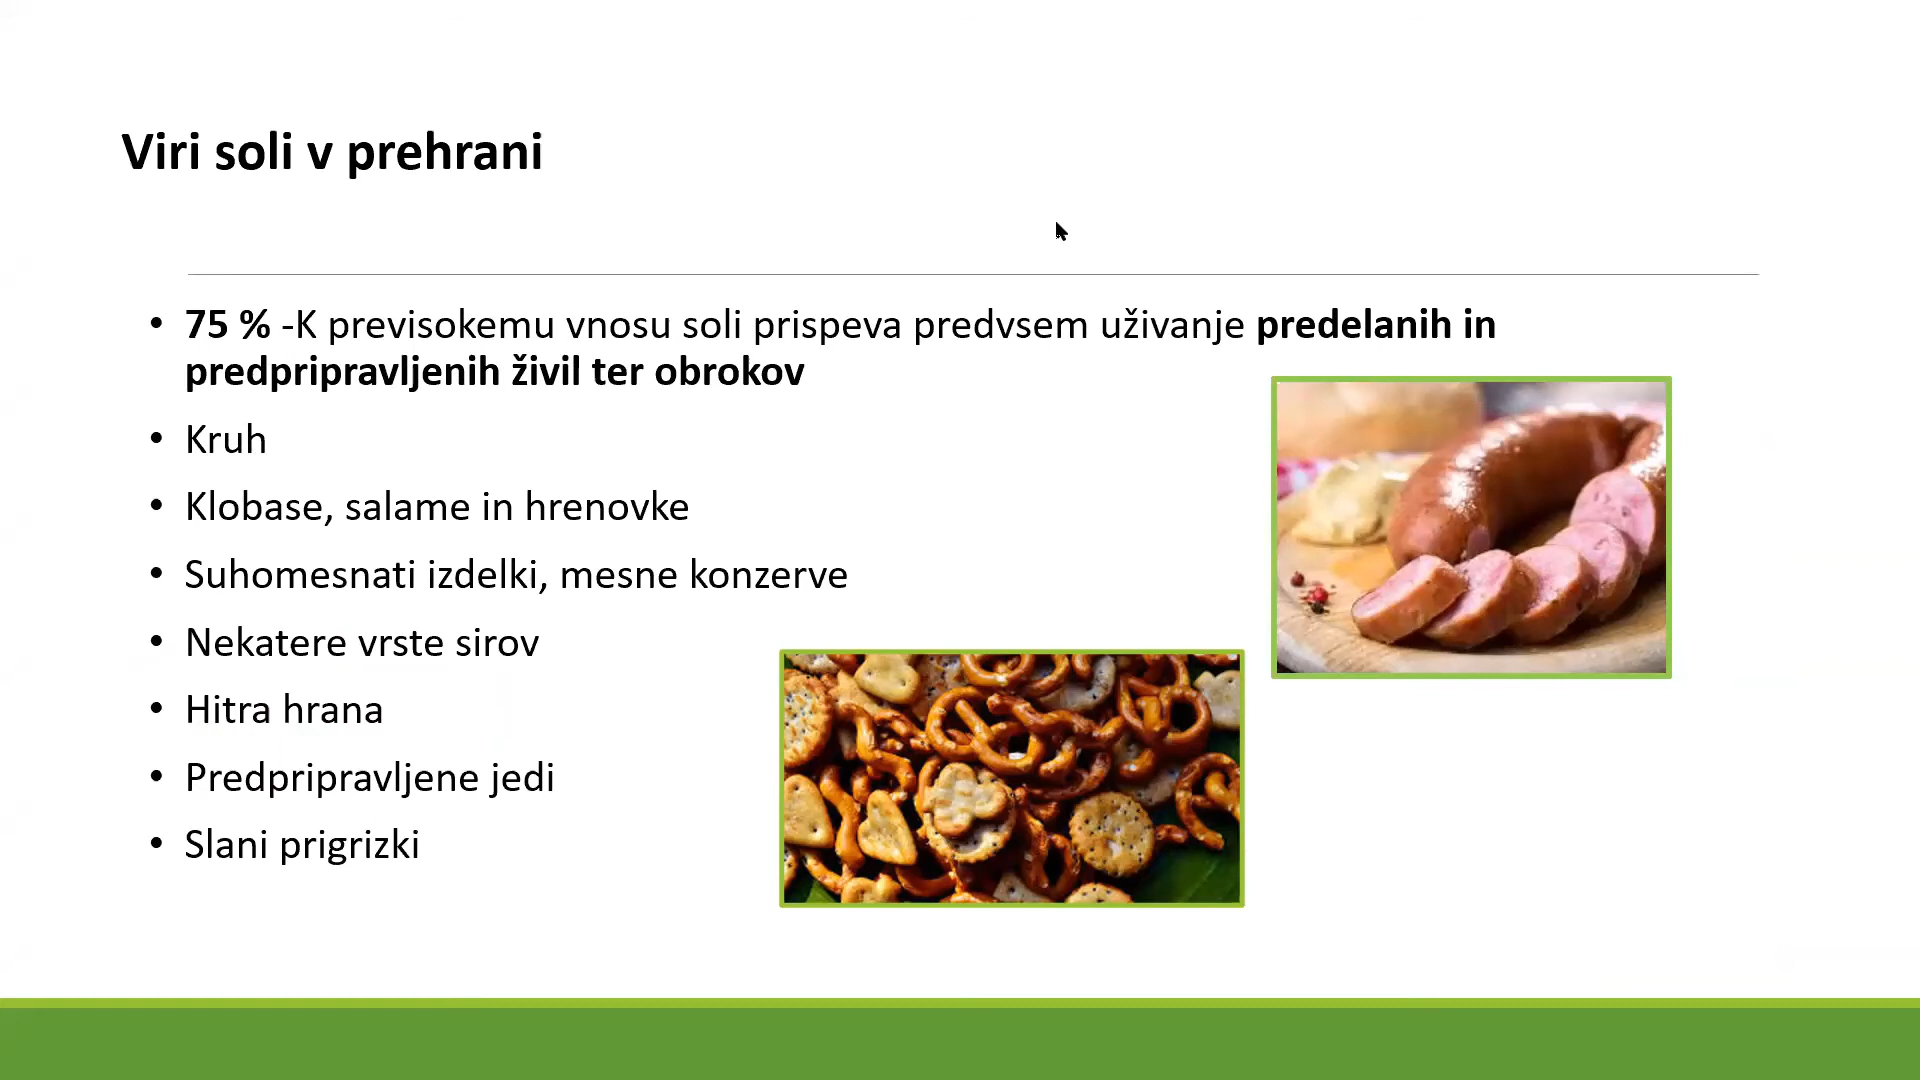 Viri soli v prehrani
• 75 % -K previsokemu vnosu soli prispeva predvsem uživanje predelanih in
predpripravljenih živil ter obrokov
• Kruh
• Klobase, salame in hrenovke
• Suhomesnati izdelki, mesne konzerve
• Nekatere vrste sirov
• Hitra hrana
• Predpripravljene jedi
• Slani prigrizki